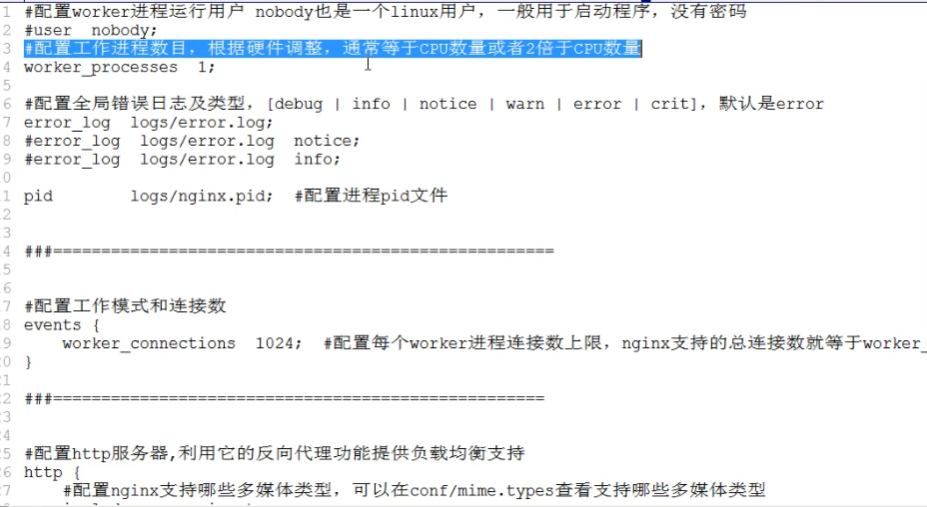 1 #配置worker进程运行用户 nobody也是一个linux用户，一般用于启动程序，没有密码
2 #user  nobody;
3 #配置工作进程数目，根据硬件调整，通常等于CPU数量或者2倍于CPU数量
4 worker_processes  1;
5
6 #配置全局错误日志及类型，[debug | info | notice | warn | error | crit]，默认是error
7 error_log  logs/error.log;
8 #error_log  logs/error.log  notice;
9 #error_log  logs/error.log  info;
0
1 pid        logs/nginx.pid;  #配置进程pid文件
2
3
4 ###====================================================
5
6
7 #配置工作模式和连接数
8 events {
9     worker_connections  1024;  #配置每个worker进程连接数上限，nginx支持的总连接数就等于worker_
20 }
21
22 ###===================================================
23
24
25 #配置http服务器,利用它的反向代理功能提供负载均衡支持
26 http {
27     #配置nginx支持哪些多媒体类型，可以在conf/mime.types查看支持哪些多媒体类型